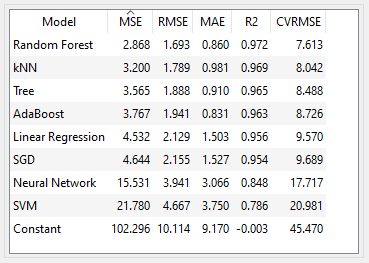 Model MSE RMSE MAE R2 CVRMSE
Random Forest 2.868 1.693 0.860 0.972 7.613
kNN 3.200 1.789 0.981 0.969 8.042
Tree 3.565 1.888 0.910 0.965 8.488
AdaBoost 3.767 1.941 0.831 0.963 8.726
Linear Regression 4.532 2.129 1.503 0.956 9.570
SGD 4.644 2.155 1.527 0.954 9.689
Neural Network 15.531 3.941 3.066 0.848 17.717
SVM 21.780 4.667 3.750 0.786 20.981
Constant 102.296 10.114 9.170 -0.003 45.470